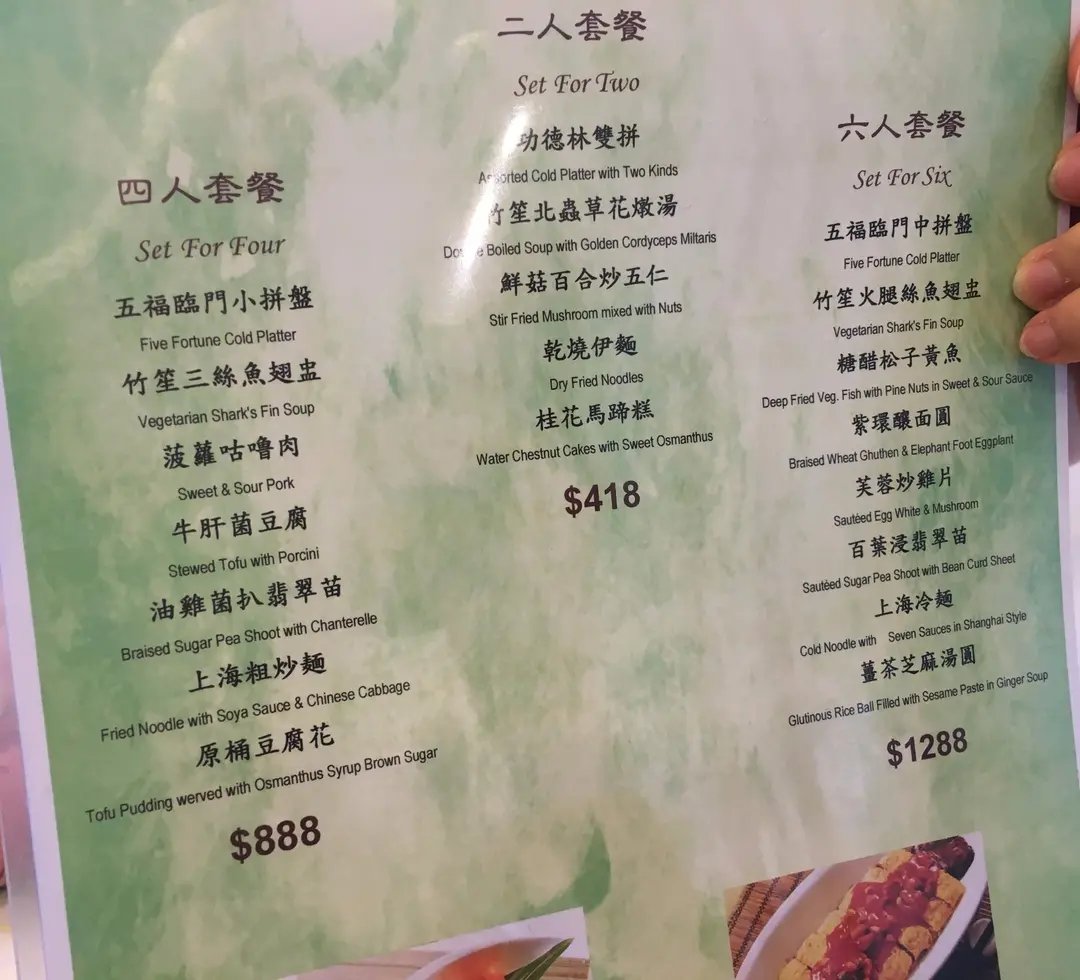 二人套餐
Set For Two
功德林雙拼
Assorted Cold Platter with Two Kinds
竹笙北蟲草花燉湯
Double Boiled Soup with Golden Cordyceps Miltaris
鮮菇百合炒五仁
Stir Fried Mushroom mixed with Nuts
乾燒伊麵
Dry Fried Noodles
桂花馬蹄糕
Water Chestnut Cakes with Sweet Osmanthus
$418
四人套餐
Set For Four
五福臨門小拼盤
Five Fortune Cold Platter
竹笙三絲魚翅盅
Vegetarian Shark's Fin Soup
菠蘿咕嚕肉
Sweet & Sour Pork
牛肝菌豆腐
Stewed Tofu with Porcini
油雞菌扒翡翠苗
Braised Sugar Pea Shoot with Chanterelle
上海粗炒麵
Fried Noodle with Soya Sauce & Chinese Cabbage
原桶豆腐花
Tofu Pudding werved with Osmanthus Syrup Brown Sugar
$888
六人套餐
Set For Six
五福臨門中拼盤
Five Fortune Cold Platter
竹笙火腿絲魚翅盅
Vegetarian Shark's Fin Soup
糖醋松子黃魚
Deep Fried Veg. Fish with Pine Nuts in Sweet & Sour Sauce
紫環釀面圓
Braised Wheat Ghuthen & Elephant Foot Eggplant
芙蓉炒雞片
Sautéed Egg White & Mushroom
百葉浸翡翠苗
Sautéed Sugar Pea Shoot with Bean Curd Sheet
上海冷麵
Cold Noodle with Seven Sauces in Shanghai Style
薑茶芝麻湯圓
Glutinous Rice Ball Filled with Sesame Paste in Ginger Soup
$1288